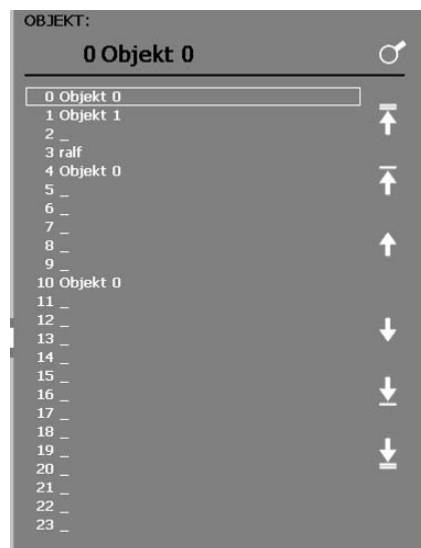 OBJEKT:
0 Objekt 0
0 Objekt 0
1 Objekt 1
2 _
3 ralf
4 Objekt 0
5 _
6 _
7 _
8 _
9 _
10 Objekt 0
11 _
12 _
13 _
14 _
15 _
16 _
17 _
18 _
19 _
20 _
21 _
22 _
23 _